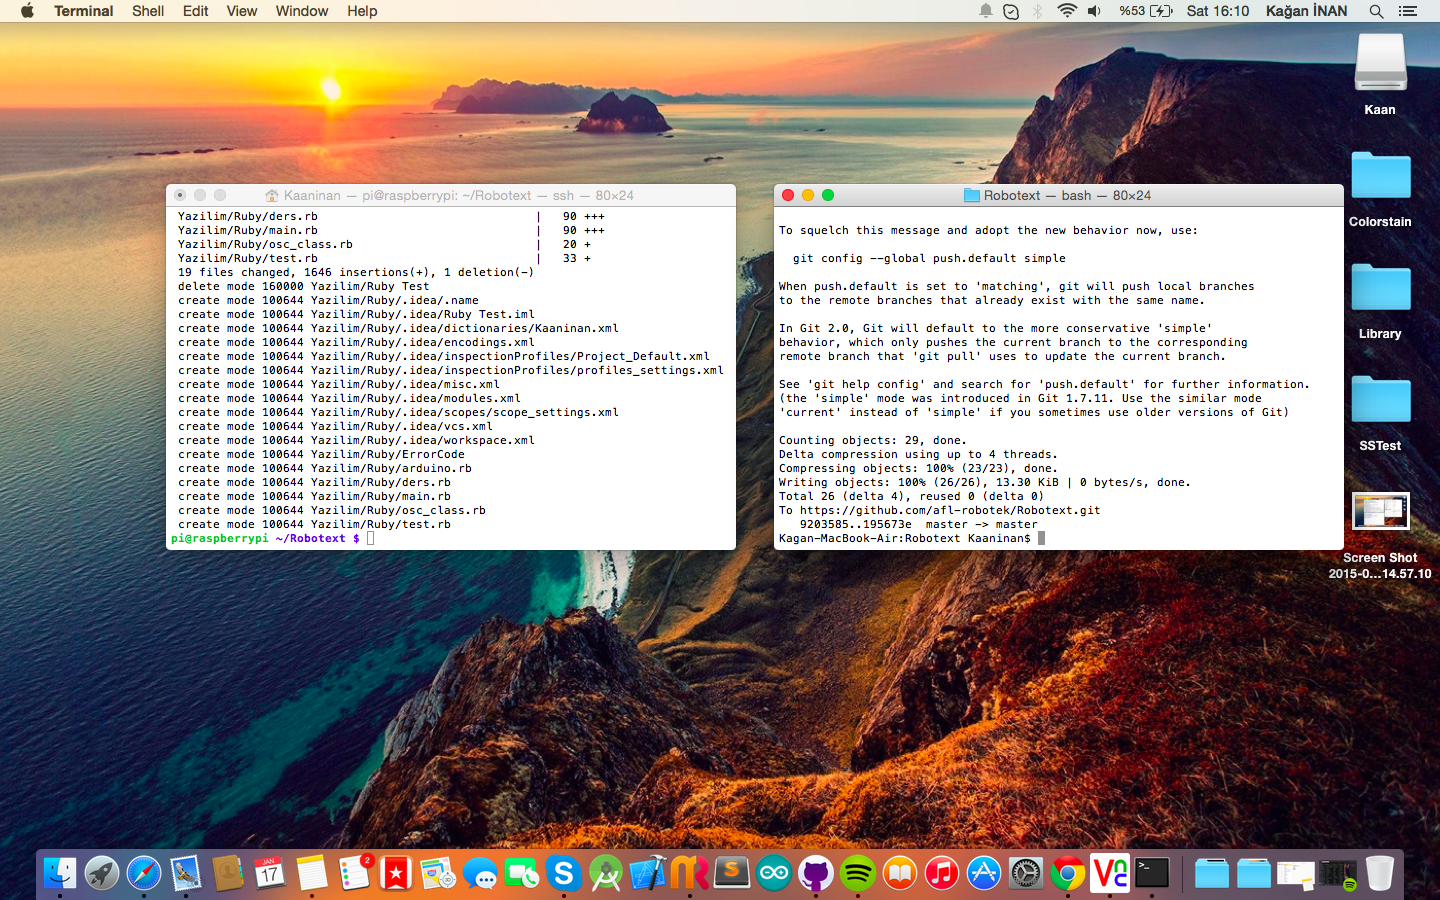 Terminal Shell Edit View Window Help %53 Sat 16:10 Kağan İNAN
Kaan
Colorstain
Library
SSTest
Screen Shot
2015-0...14.57.10
Kaaninan — pi@raspberrypi: ~/Robotext — ssh — 80×24
Yazilim/Ruby/ders.rb | 90 +++
Yazilim/Ruby/main.rb | 90 +++
Yazilim/Ruby/osc_class.rb | 20 +
Yazilim/Ruby/test.rb | 33 +
19 files changed, 1646 insertions(+), 1 deletion(-)
delete mode 160000 Yazilim/Ruby Test
create mode 100644 Yazilim/Ruby/.idea/.name
create mode 100644 Yazilim/Ruby/.idea/Ruby Test.iml
create mode 100644 Yazilim/Ruby/.idea/dictionaries/Kaaninan.xml
create mode 100644 Yazilim/Ruby/.idea/encodings.xml
create mode 100644 Yazilim/Ruby/.idea/inspectionProfiles/Project_Default.xml
create mode 100644 Yazilim/Ruby/.idea/inspectionProfiles/profiles_settings.xml
create mode 100644 Yazilim/Ruby/.idea/misc.xml
create mode 100644 Yazilim/Ruby/.idea/modules.xml
create mode 100644 Yazilim/Ruby/.idea/scopes/scope_settings.xml
create mode 100644 Yazilim/Ruby/.idea/vcs.xml
create mode 100644 Yazilim/Ruby/.idea/workspace.xml
create mode 100644 Yazilim/Ruby/ErrorCode
create mode 100644 Yazilim/Ruby/arduino.rb
create mode 100644 Yazilim/Ruby/ders.rb
create mode 100644 Yazilim/Ruby/main.rb
create mode 100644 Yazilim/Ruby/osc_class.rb
create mode 100644 Yazilim/Ruby/test.rb
pi@raspberrypi ~/Robotext $
Robotext — bash — 80×24
To squelch this message and adopt the new behavior now, use:
git config --global push.default simple
When push.default is set to 'matching', git will push local branches
to the remote branches that already exist with the same name.
In Git 2.0, Git will default to the more conservative 'simple'
behavior, which only pushes the current branch to the corresponding
remote branch that 'git pull' uses to update the current branch.
See 'git help config' and search for 'push.default' for further information.
(the 'simple' mode was introduced in Git 1.7.11. Use the similar mode
'current' instead of 'simple' if you sometimes use older versions of Git)
Counting objects: 29, done.
Delta compression using up to 4 threads.
Compressing objects: 100% (23/23), done.
Writing objects: 100% (26/26), 13.30 KiB | 0 bytes/s, done.
Total 26 (delta 4), reused 0 (delta 0)
To https://github.com/afl-robotek/Robotext.git
9203585..195673e master -> master
Kagan-MacBook-Air:Robotext Kaaninan$
JAN
17
2